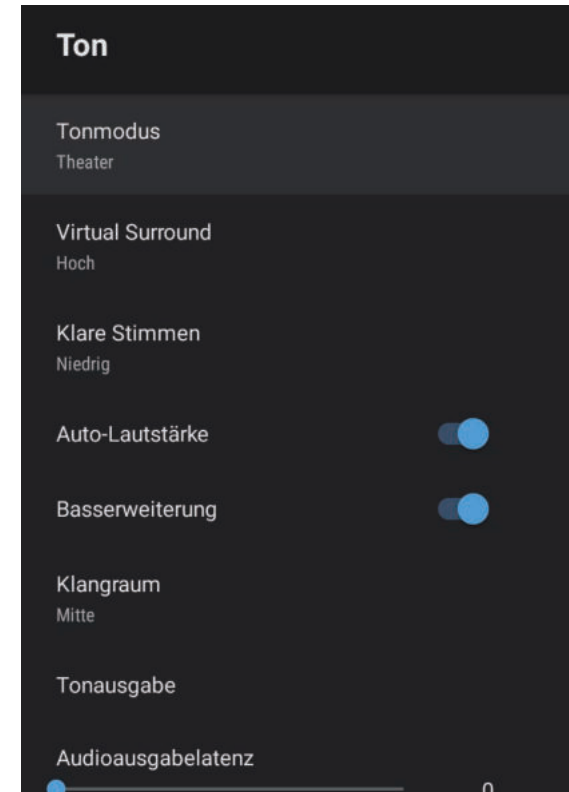 Ton
Tonmodus
Theater
Virtual Surround
Hoch
Klare Stimmen
Niedrig
Auto-Lautstärke
Basserweiterung
Klangraum
Mitte
Tonausgabe
Audioausgabelatenz
0